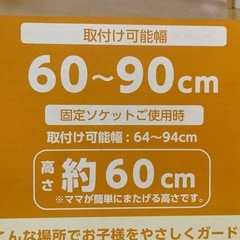 取付け可能幅
60～90cm
固定ソケットご使用時
取付け可能幅：64～94cm
高さ 約60cm
※ママが簡単にまたげる高さです。
んな場所でお子様をやさしくガード